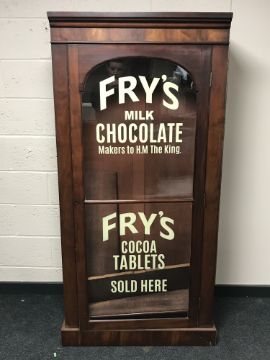 FRY'S
MILK
CHOCOLATE
Makers to H.M The King.
FRY'S
COCOA
TABLETS
SOLD HERE